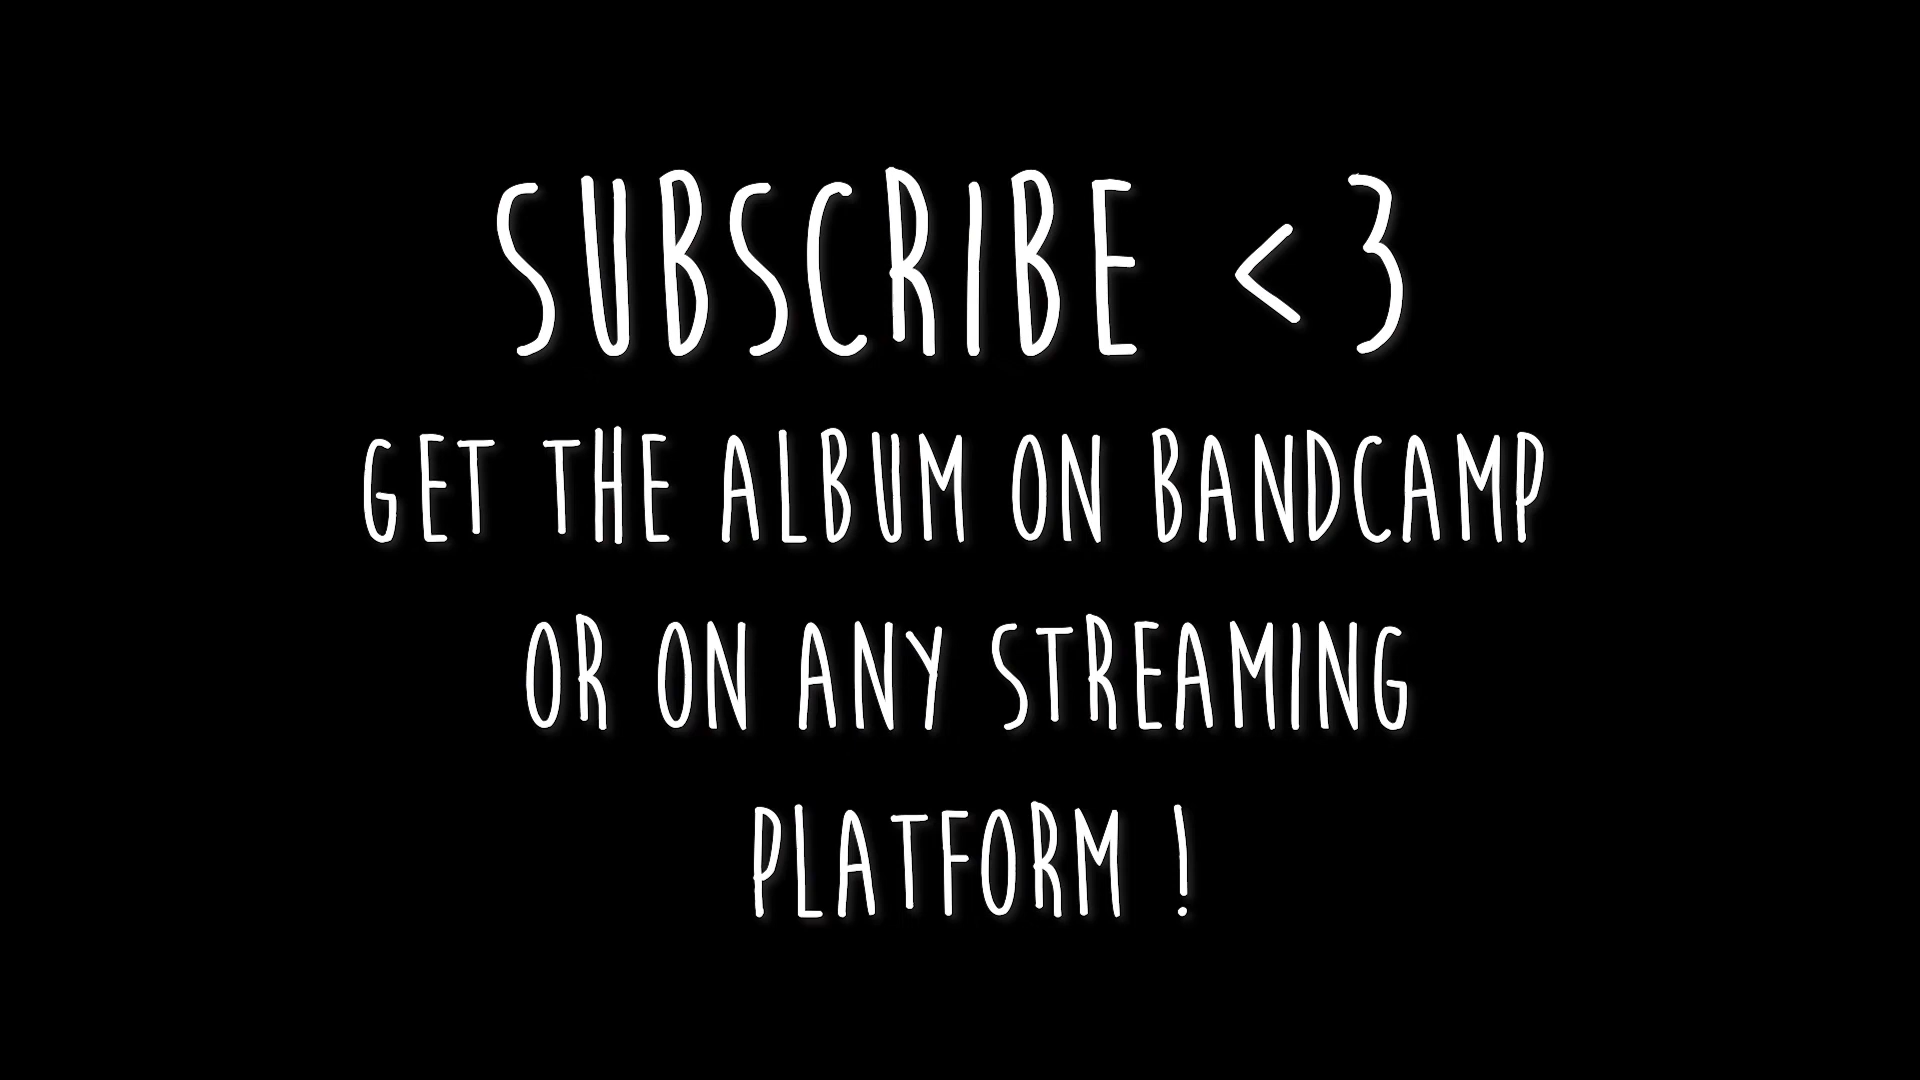 SUBSCRIBE <3
GET THE ALBUM ON BANDCAMP
OR ON ANY STREAMING
PLATFORM !